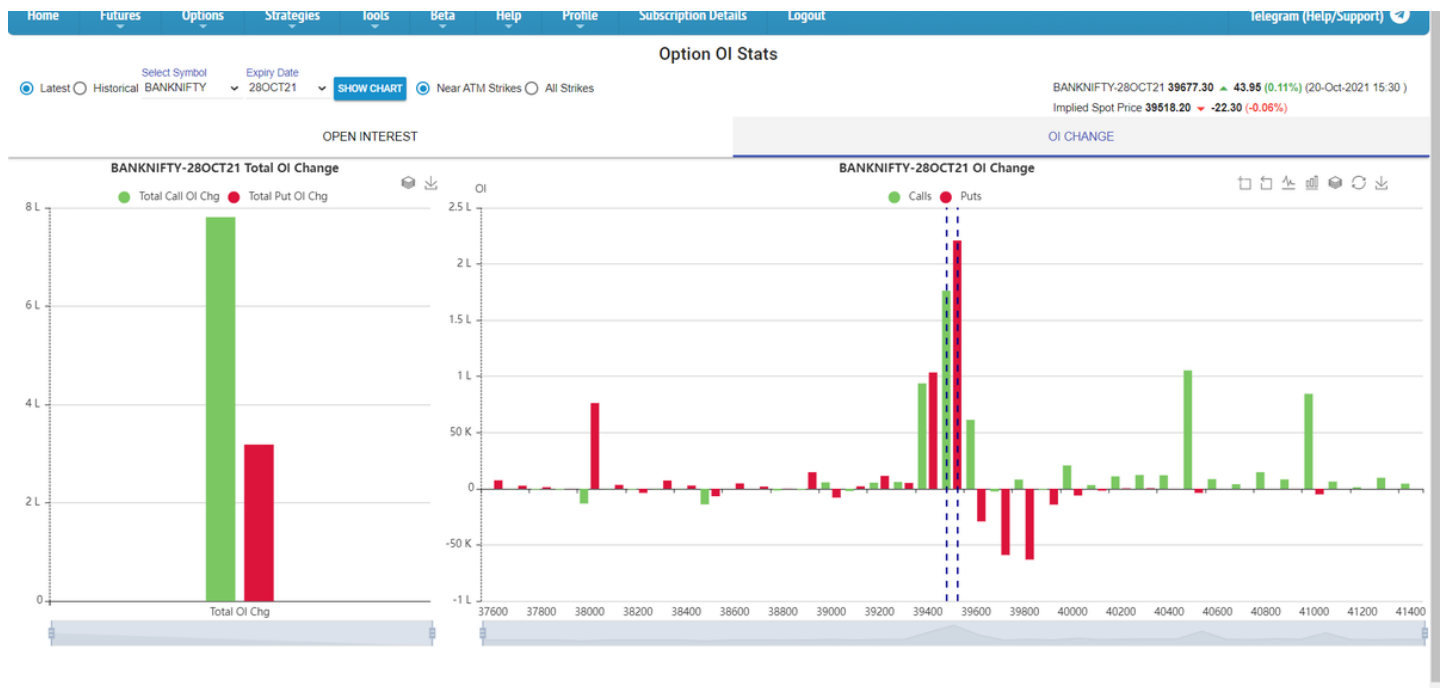 Home Futures Options Strategies Tools Beta Help Profile Subscription Details Logout Telegram (Help/Support)
Option OI Stats
Select Symbol Expiry Date
Latest Historical BANKNIFTY 28OCT21 SHOW CHART Near ATM Strikes All Strikes
BANKNIFTY-28OCT21 39677.30 ▲ 43.95 (0.11%) (20-Oct-2021 15:30 )
Implied Spot Price 39518.20 ▼ -22.30 (-0.06%)
OPEN INTEREST OI CHANGE
BANKNIFTY-28OCT21 Total OI Change
Total Call OI Chg Total Put OI Chg
8 L
6 L
4 L
2 L
0
Total OI Chg
BANKNIFTY-28OCT21 OI Change
OI
Calls Puts
2.5 L
2 L
1.5 L
1 L
50 K
0
-50 K
-1 L
37600 37800 38000 38200 38400 38600 38800 39000 39200 39400 39600 39800 40000 40200 40400 40600 40800 41000 41200 41400